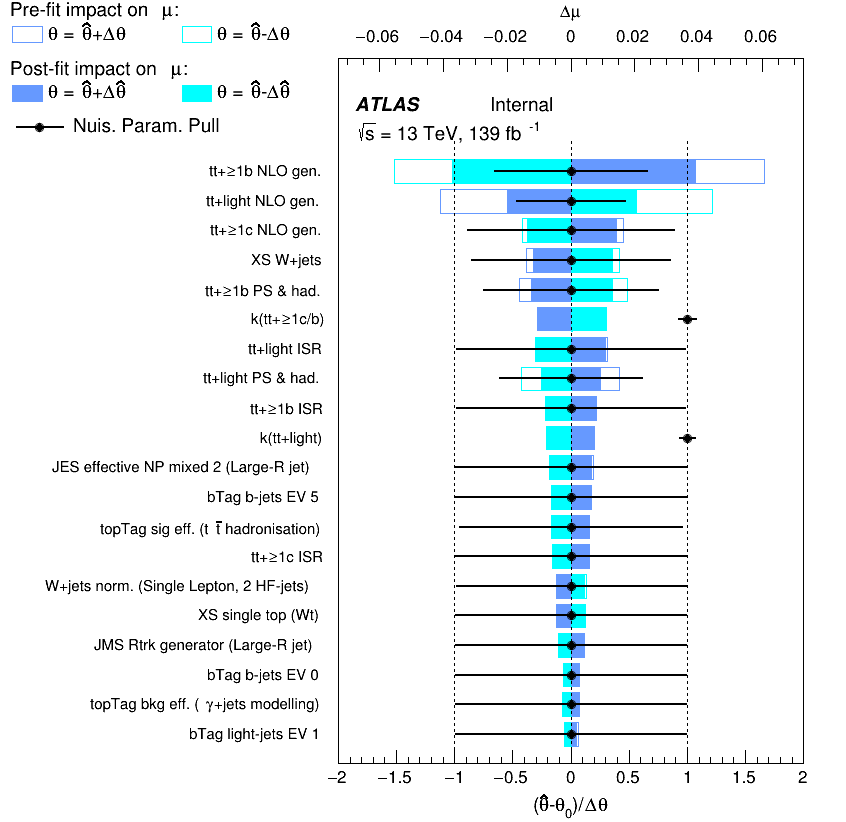 Pre-fit impact on μ:
θ = θ̂+Δθ θ = θ̂-Δθ
Post-fit impact on μ:
θ = θ̂+Δθ̂ θ = θ̂-Δθ̂
Nuis. Param. Pull
Δμ
−0.06 −0.04 −0.02 0 0.02 0.04 0.06
ATLAS Internal
√s = 13 TeV, 139 fb⁻¹
tt+≥1b NLO gen.
tt+light NLO gen.
tt+≥1c NLO gen.
XS W+jets
tt+≥1b PS & had.
k(tt+≥1c/b)
tt+light ISR
tt+light PS & had.
tt+≥1b ISR
k(tt+light)
JES effective NP mixed 2 (Large-R jet)
bTag b-jets EV 5
topTag sig eff. (t t̄ hadronisation)
tt+≥1c ISR
W+jets norm. (Single Lepton, 2 HF-jets)
XS single top (Wt)
JMS Rtrk generator (Large-R jet)
bTag b-jets EV 0
topTag bkg eff. ( γ+jets modelling)
bTag light-jets EV 1
−2 −1.5 −1 −0.5 0 0.5 1 1.5 2
(θ̂-θ₀)/Δθ